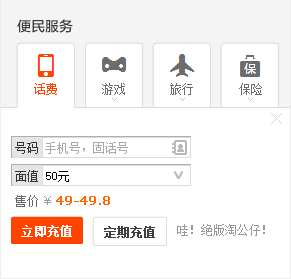 便民服务
话费 游戏 旅行 保 保险
号码 手机号，固话号
面值 50元
售价 ¥ 49-49.8
立即充值 定期充值 哇！绝版淘公仔！